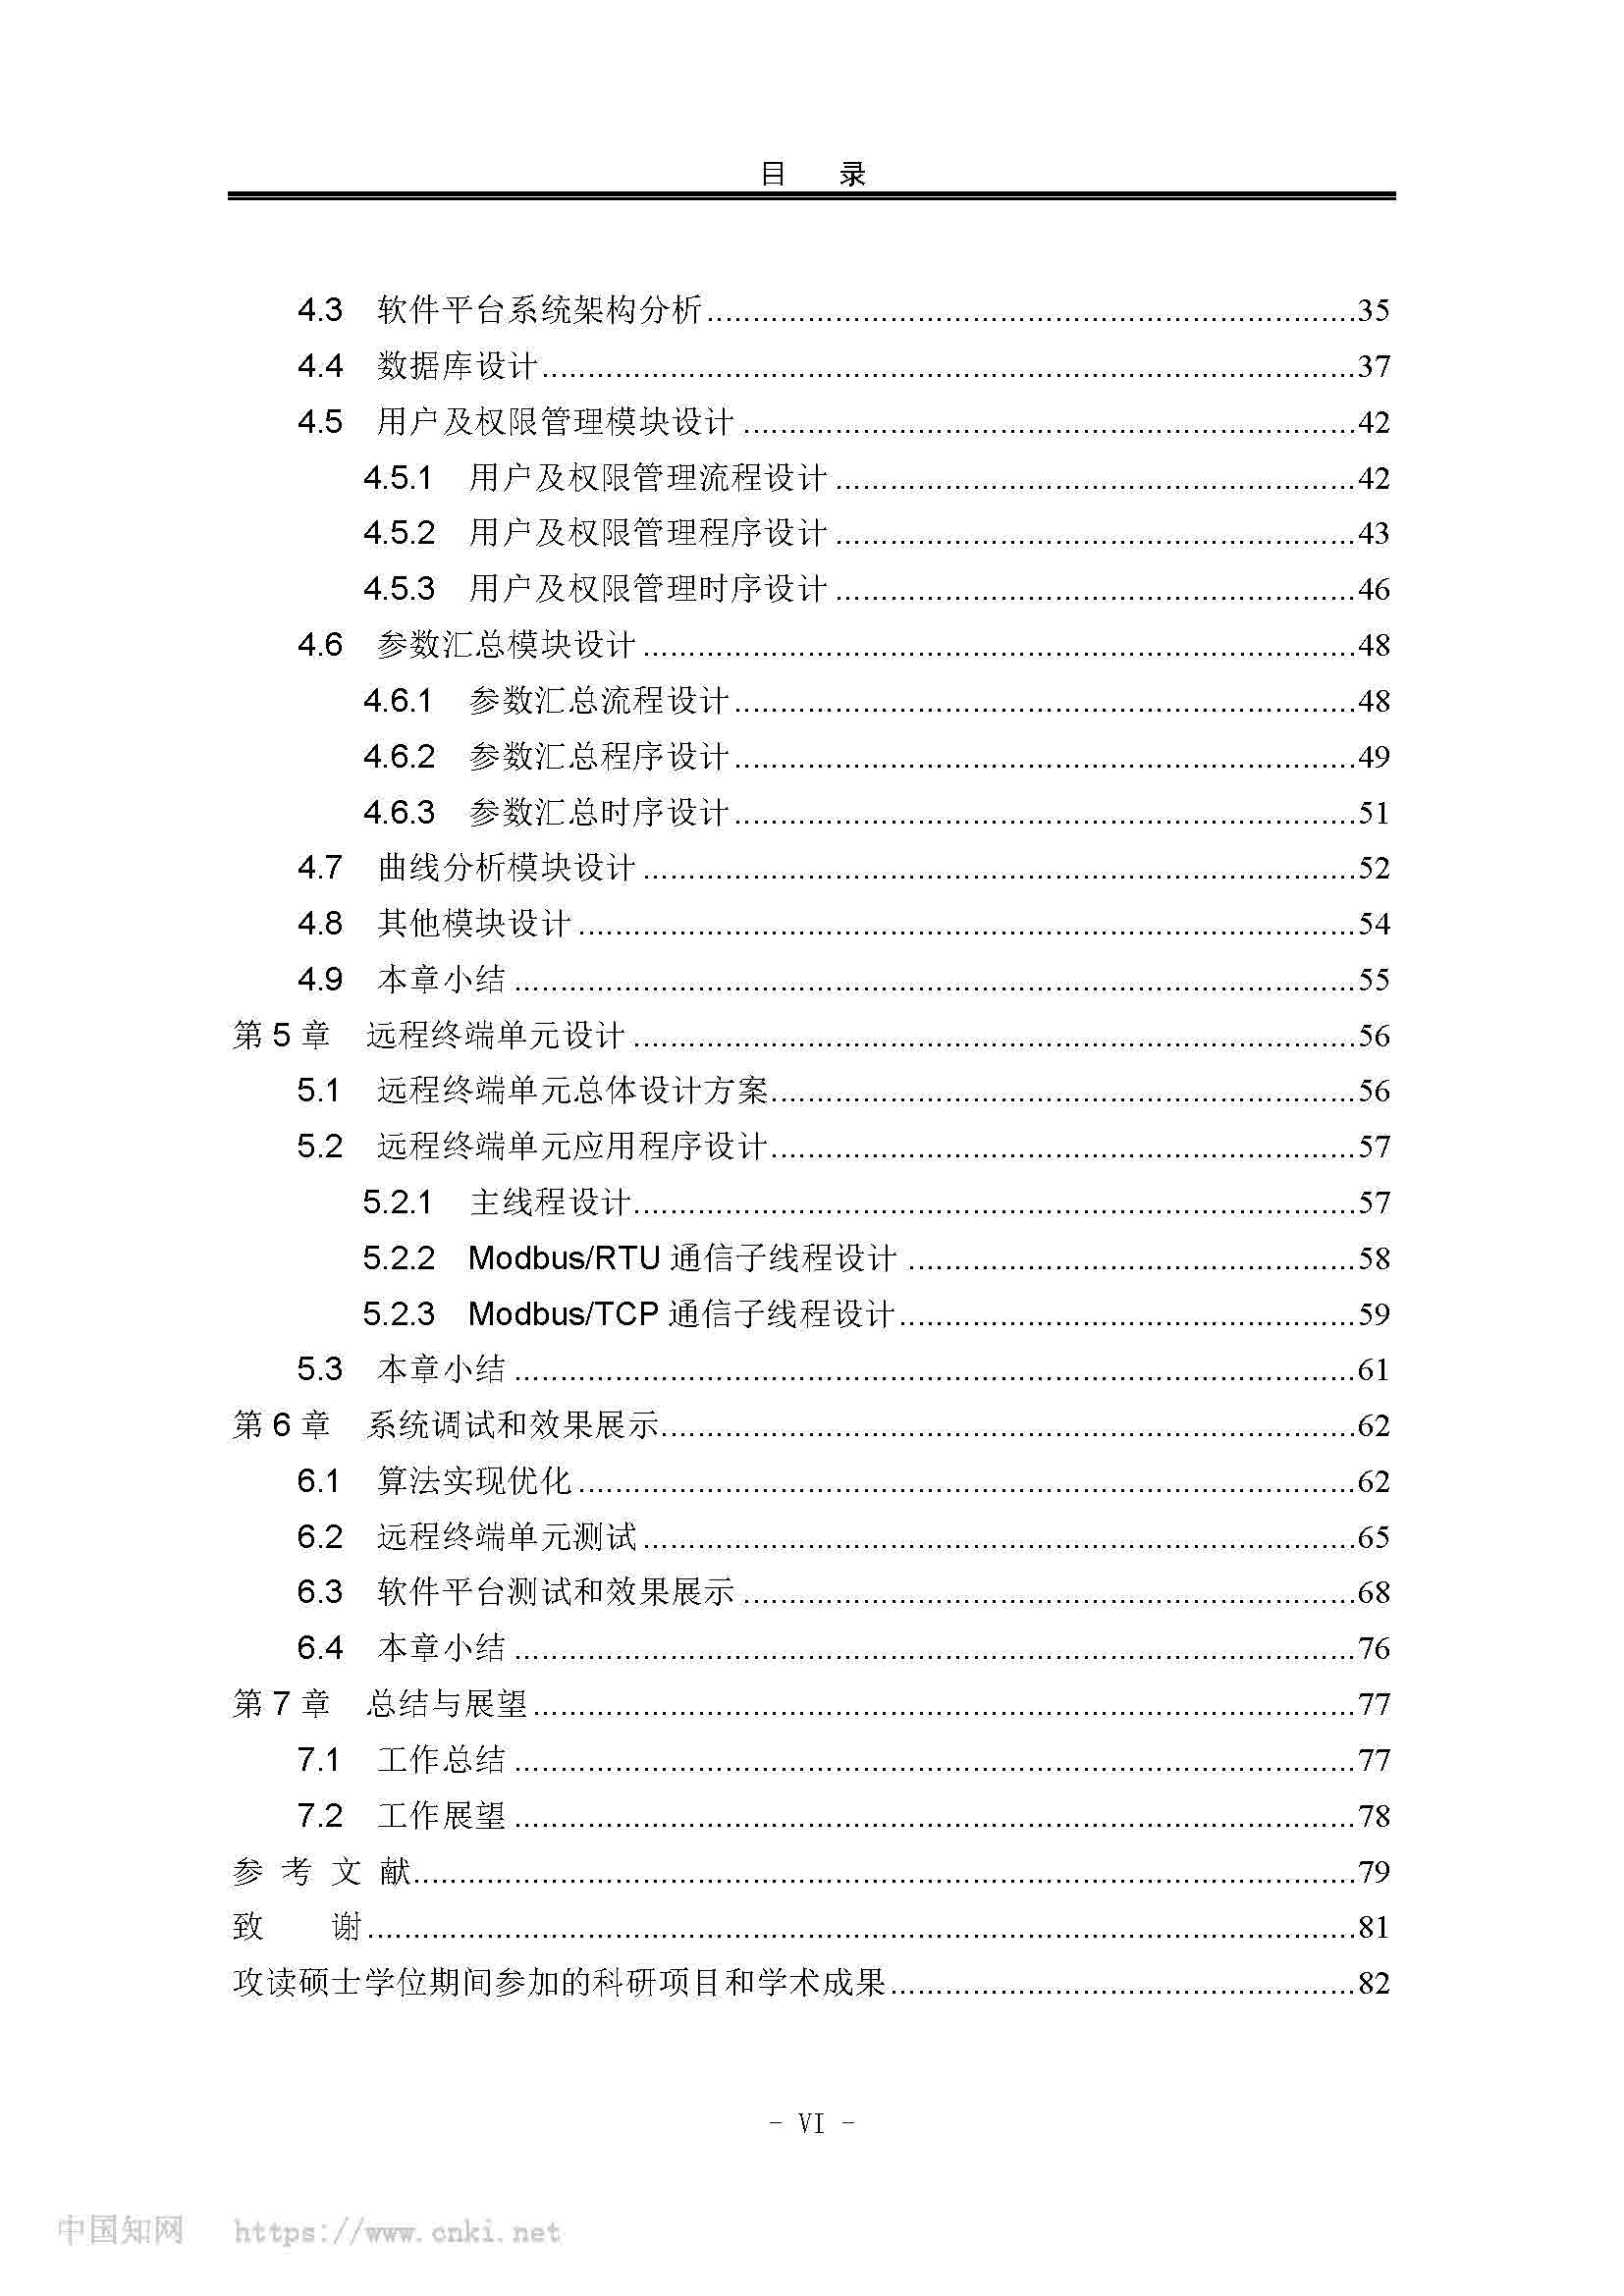 目 录
4.3 软件平台系统架构分析..........35
4.4 数据库设计..........37
4.5 用户及权限管理模块设计..........42
4.5.1 用户及权限管理流程设计..........42
4.5.2 用户及权限管理程序设计..........43
4.5.3 用户及权限管理时序设计..........46
4.6 参数汇总模块设计..........48
4.6.1 参数汇总流程设计..........48
4.6.2 参数汇总程序设计..........49
4.6.3 参数汇总时序设计..........51
4.7 曲线分析模块设计..........52
4.8 其他模块设计..........54
4.9 本章小结..........55
第 5 章 远程终端单元设计..........56
5.1 远程终端单元总体设计方案..........56
5.2 远程终端单元应用程序设计..........57
5.2.1 主线程设计..........57
5.2.2 Modbus/RTU 通信子线程设计..........58
5.2.3 Modbus/TCP 通信子线程设计..........59
5.3 本章小结..........61
第 6 章 系统调试和效果展示..........62
6.1 算法实现优化..........62
6.2 远程终端单元测试..........65
6.3 软件平台测试和效果展示..........68
6.4 本章小结..........76
第 7 章 总结与展望..........77
7.1 工作总结..........77
7.2 工作展望..........78
参 考 文 献..........79
致 谢..........81
攻读硕士学位期间参加的科研项目和学术成果..........82
- VI -
中国知网 https://www.cnki.net